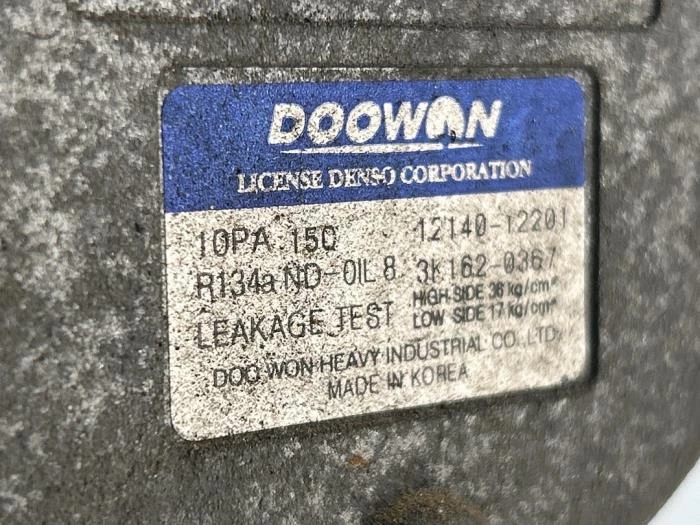 DOOWON
LICENSE DENSO CORPORATION
10PA 15C 12140-12201
R134a ND-OIL 8 3K162-0367
LEAKAGE TEST HIGH SIDE 36 kg/cm²
LOW SIDE 17 kg/cm²
DOO WON HEAVY INDUSTRIAL CO., LTD.
MADE IN KOREA